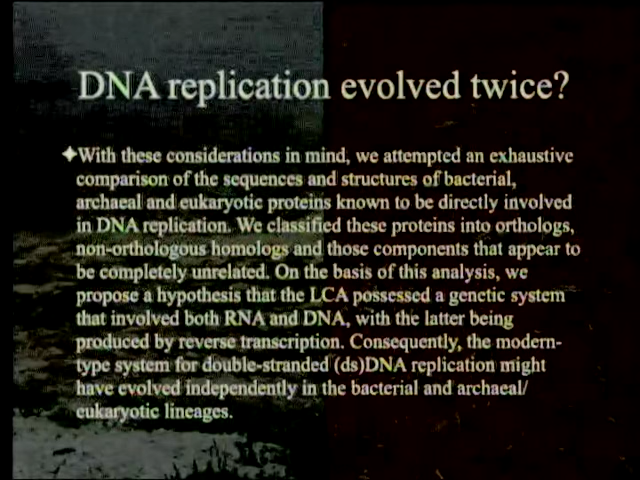 DNA replication evolved twice?
With these considerations in mind, we attempted an exhaustive
comparison of the sequences and structures of bacterial,
archaeal and eukaryotic proteins known to be directly involved
in DNA replication. We classified these proteins into orthologs,
non-orthologous homologs and those components that appear to
be completely unrelated. On the basis of this analysis, we
propose a hypothesis that the LCA possessed a genetic system
that involved both RNA and DNA, with the latter being
produced by reverse transcription. Consequently, the modern-
type system for double-stranded (ds)DNA replication might
have evolved independently in the bacterial and archaeal/
eukaryotic lineages.